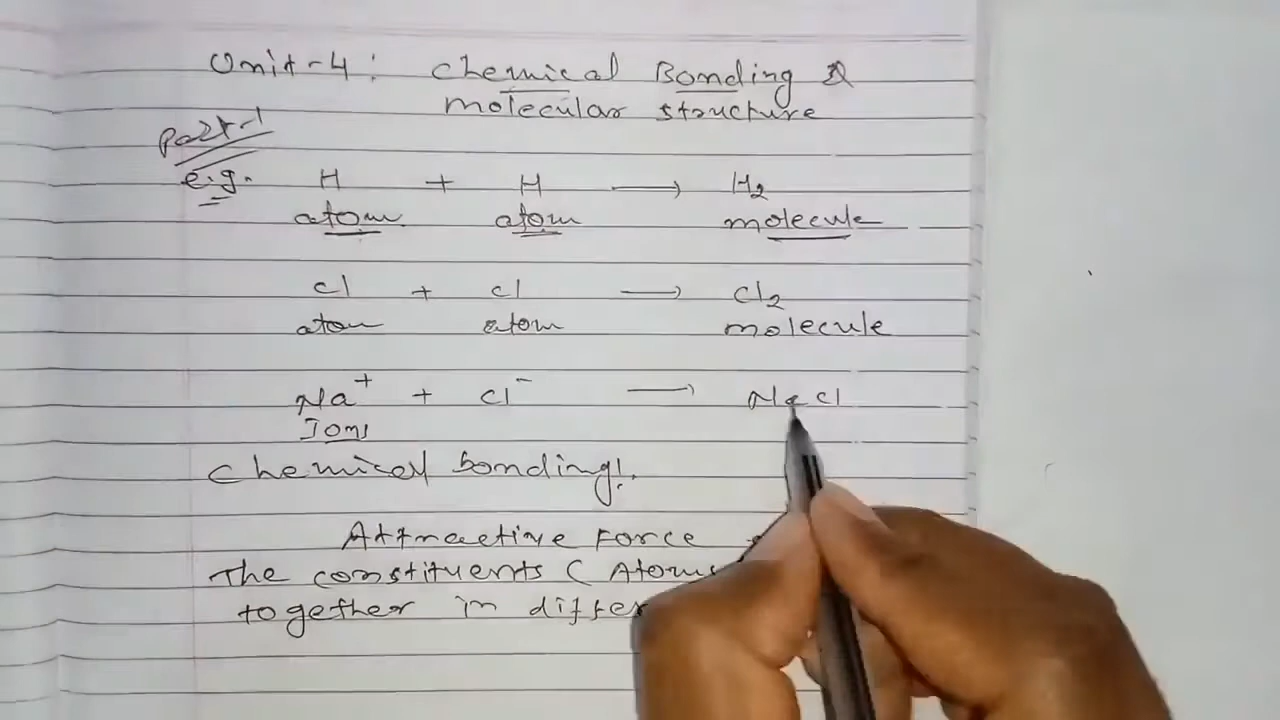 Unit-4: Chemical Bonding &
molecular structure
Part-1
e.g. H + H → H2
atom atom molecule
Cl + Cl → Cl2
atom atom molecule
Na+ + Cl- → NaCl
Ions
Chemical bonding:
Attractive Force
The constituents ( Atoms
together in